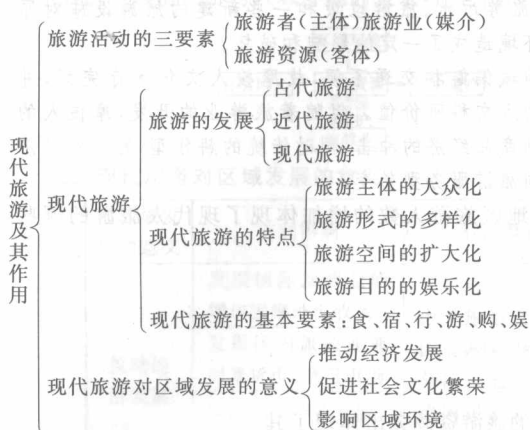 现代旅游及其作用
旅游活动的三要素
旅游者(主体)旅游业(媒介)
旅游资源(客体)
现代旅游
旅游的发展
古代旅游
近代旅游
现代旅游
现代旅游的特点
旅游主体的大众化
旅游形式的多样化
旅游空间的扩大化
旅游目的的娱乐化
现代旅游的基本要素:食、宿、行、游、购、娱
现代旅游对区域发展的意义
推动经济发展
促进社会文化繁荣
影响区域环境